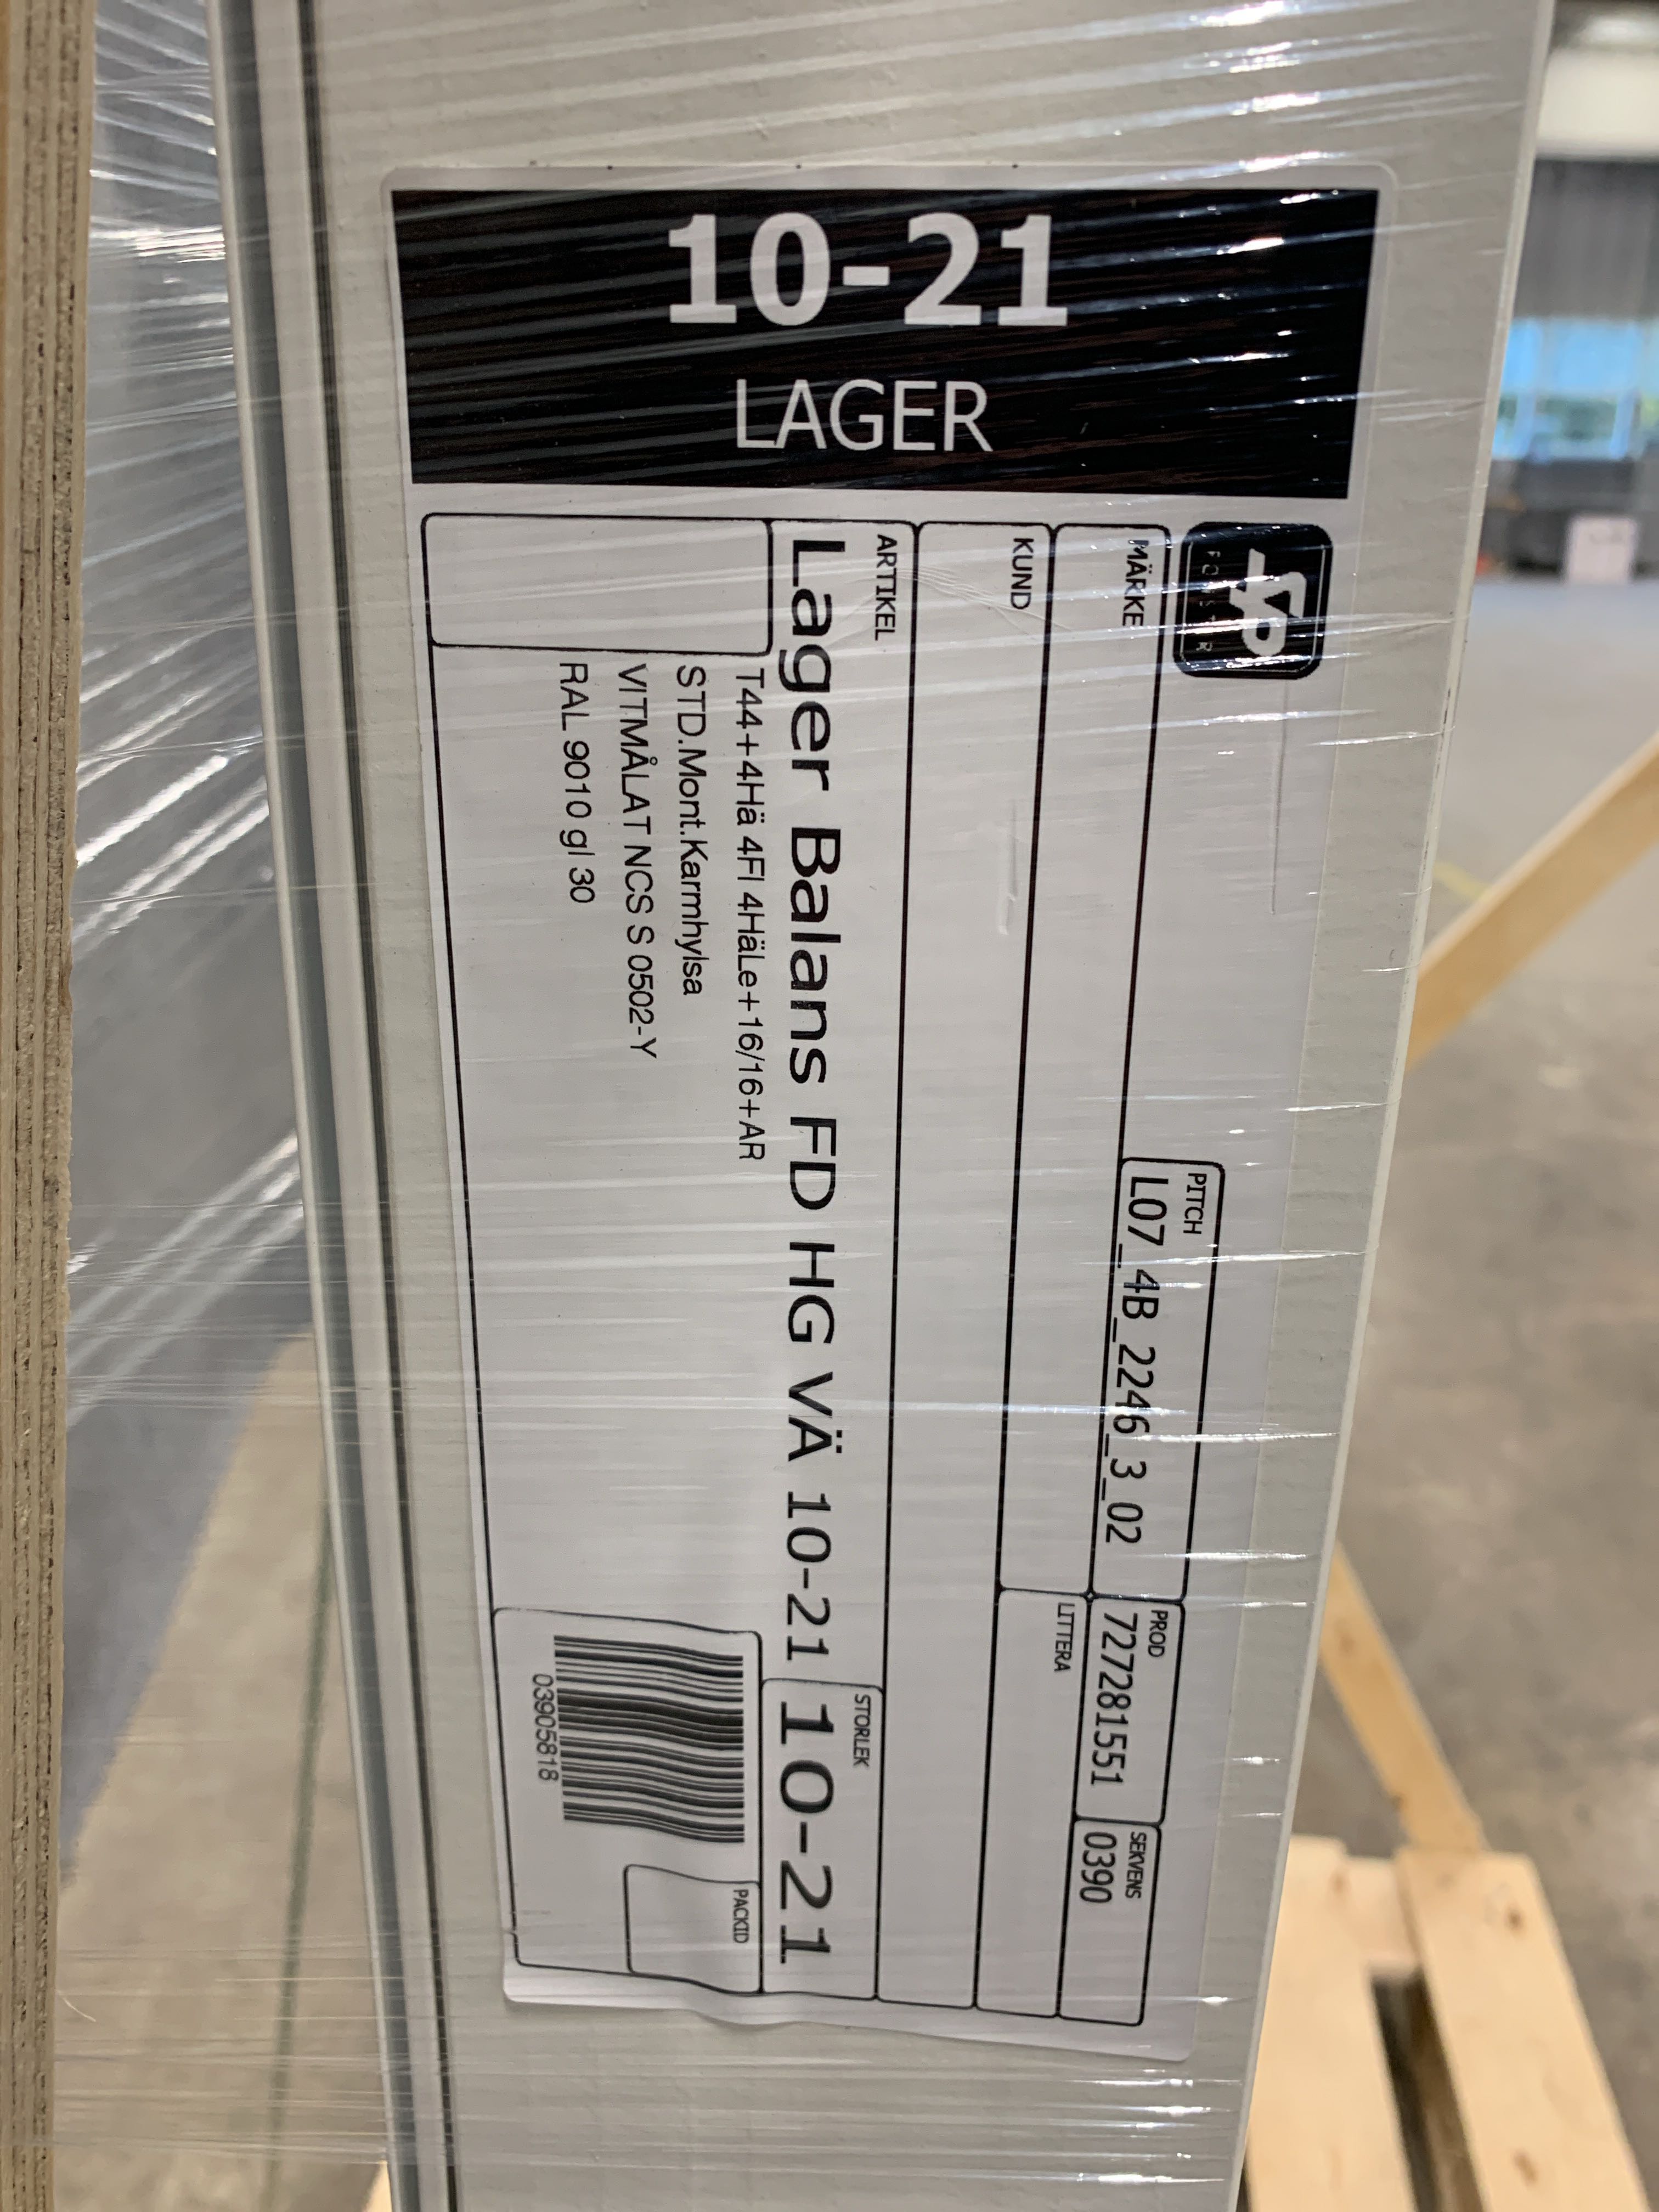 10-21
LAGER
SP
FÖNSTER
PITCH
L07_4B_2246_3_02
PROD
727281551
SEKVENS
0390
MÄRKE
LITTERA
KUND
ARTIKEL
Lager Balans FD HG VÄ 10-21
STORLEK
10-21
T44+4Hä 4Fl 4HäLe+16/16+AR
STD.Mont.Karmhylsa
VITMÅLAT NCS S 0502-Y
RAL 9010 gl 30
03905818
PACKID